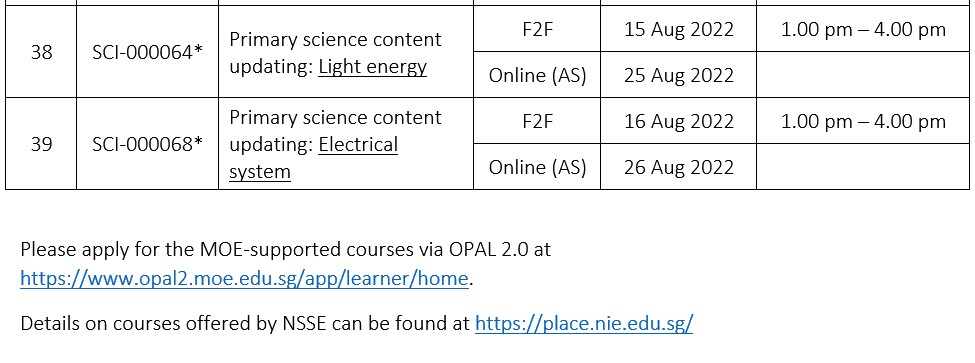 38 SCI-000064* Primary science content updating: Light energy F2F 15 Aug 2022 1.00 pm – 4.00 pm
Online (AS) 25 Aug 2022
39 SCI-000068* Primary science content updating: Electrical system F2F 16 Aug 2022 1.00 pm – 4.00 pm
Online (AS) 26 Aug 2022
Please apply for the MOE-supported courses via OPAL 2.0 at
https://www.opal2.moe.edu.sg/app/learner/home.
Details on courses offered by NSSE can be found at https://place.nie.edu.sg/